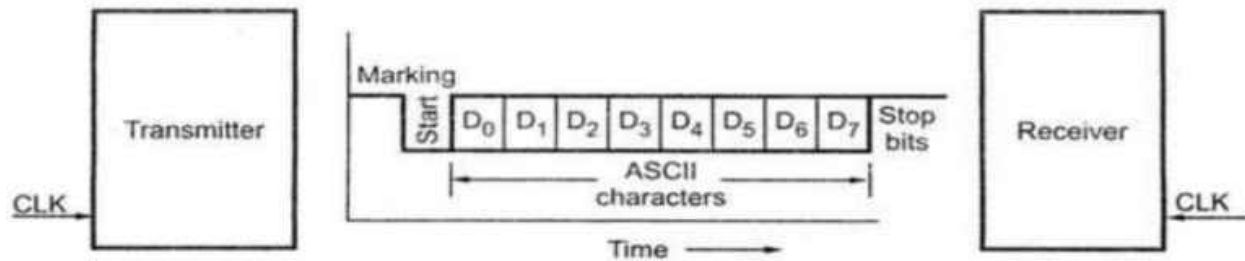 Marking
Transmitter
Start
D0 D1 D2 D3 D4 D5 D6 D7
Stop
bits
Receiver
ASCII
characters
CLK
CLK
Time